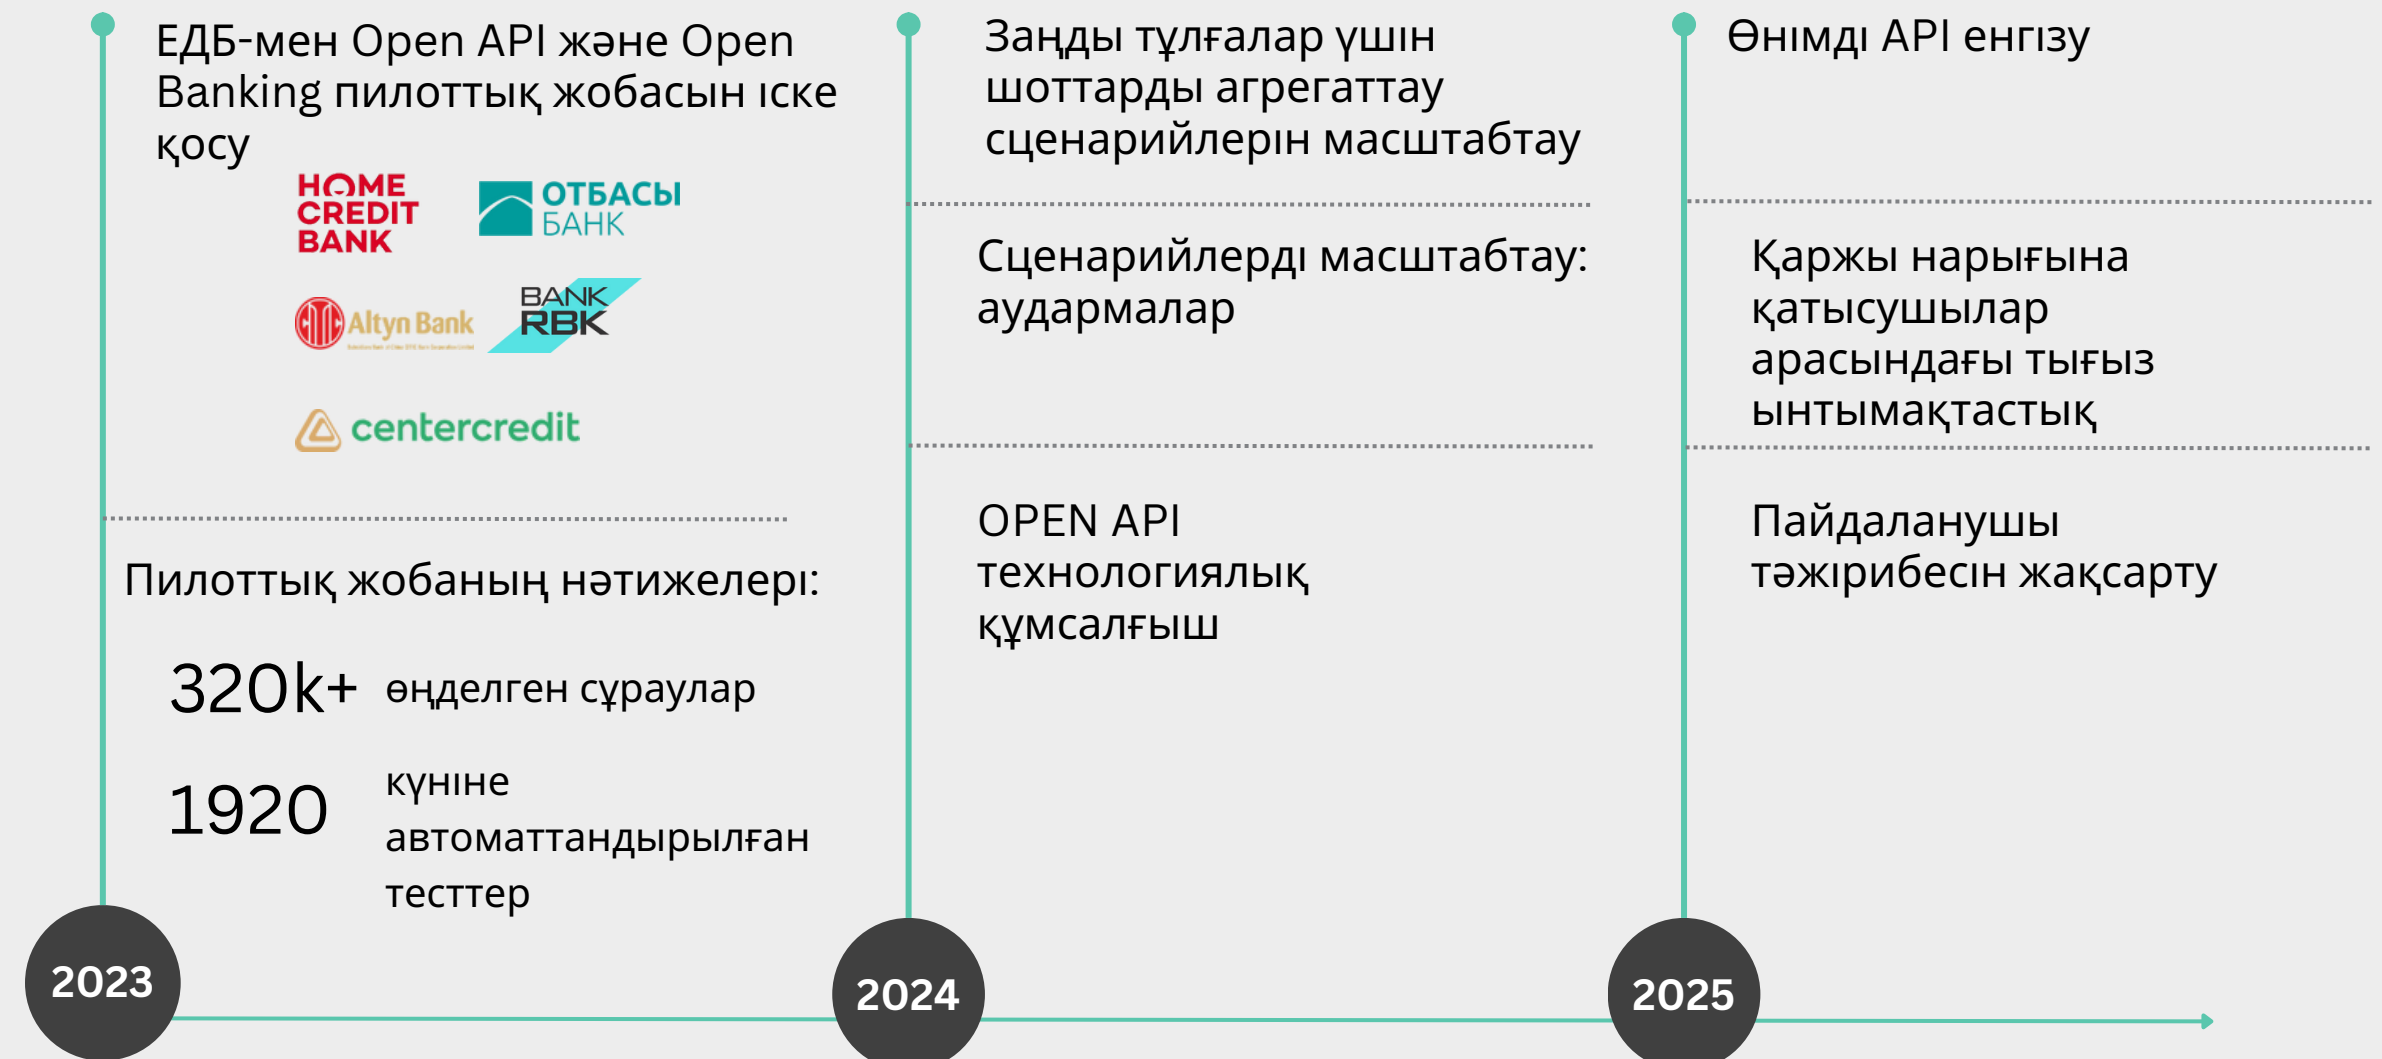 ЕДБ-мен Open API және Open
Banking пилоттық жобасын іске
қосу
HOME
CREDIT
BANK
ОТБАСЫ
БАНК
Altyn Bank
BANK
RBK
centercredit
Пилоттық жобаның нәтижелері:
320k+ өңделген сұраулар
1920
күніне
автоматтандырылған
тесттер
2023
Заңды тұлғалар үшін
шоттарды агрегаттау
сценарийлерін масштабтау
Сценарийлерді масштабтау:
аудармалар
OPEN API
технологиялық
құмсалғыш
2024
Өнімді API енгізу
Қаржы нарығына
қатысушылар
арасындағы тығыз
ынтымақтастық
Пайдаланушы
тәжірибесін жақсарту
2025